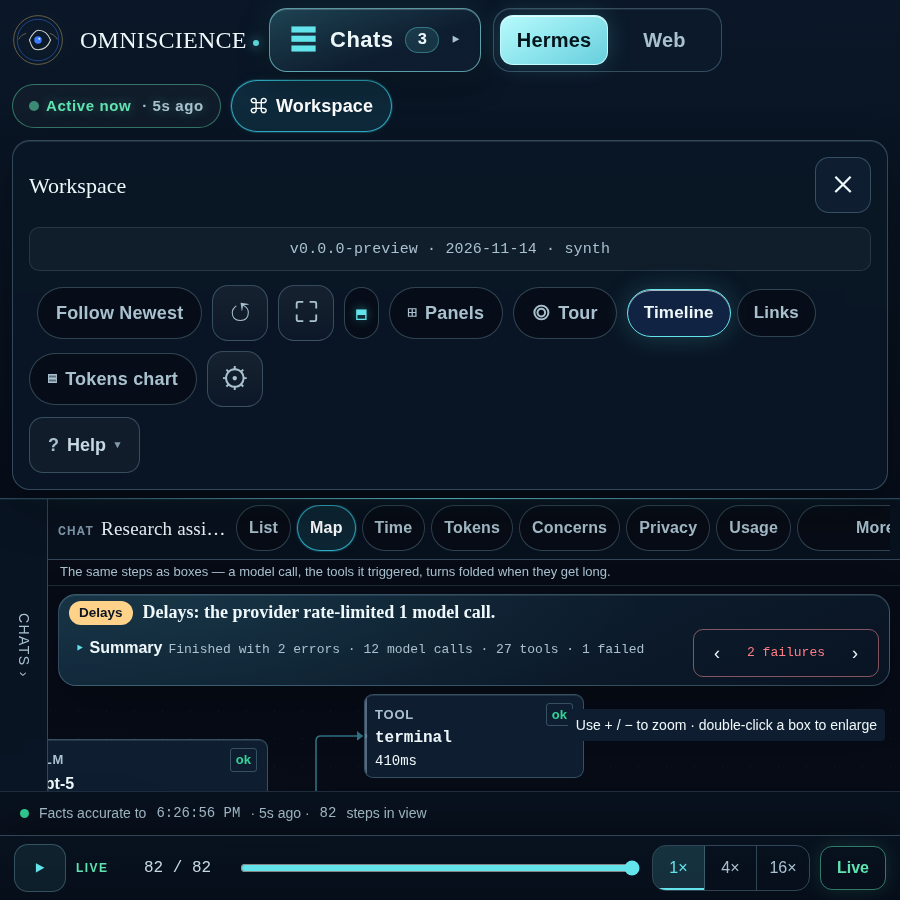 OMNISCIENCE
Chats 3 ▸
Hermes
Web
Active now · 5s ago
⌘ Workspace
Workspace
v0.0.0-preview · 2026-11-14 · synth
Follow Newest
Panels
Tour
Timeline
Links
Tokens chart
? Help ▾
CHATS ›
CHAT Research assi…
List
Map
Time
Tokens
Concerns
Privacy
Usage
More
The same steps as boxes — a model call, the tools it triggered, turns folded when they get long.
Delays Delays: the provider rate-limited 1 model call.
▸ Summary Finished with 2 errors · 12 model calls · 27 tools · 1 failed
‹ 2 failures ›
TOOL ok
terminal
410ms
Use + / − to zoom · double-click a box to enlarge
LM ok
pt-5
Facts accurate to 6:26:56 PM · 5s ago · 82 steps in view
LIVE
82 / 82
1×
4×
16×
Live